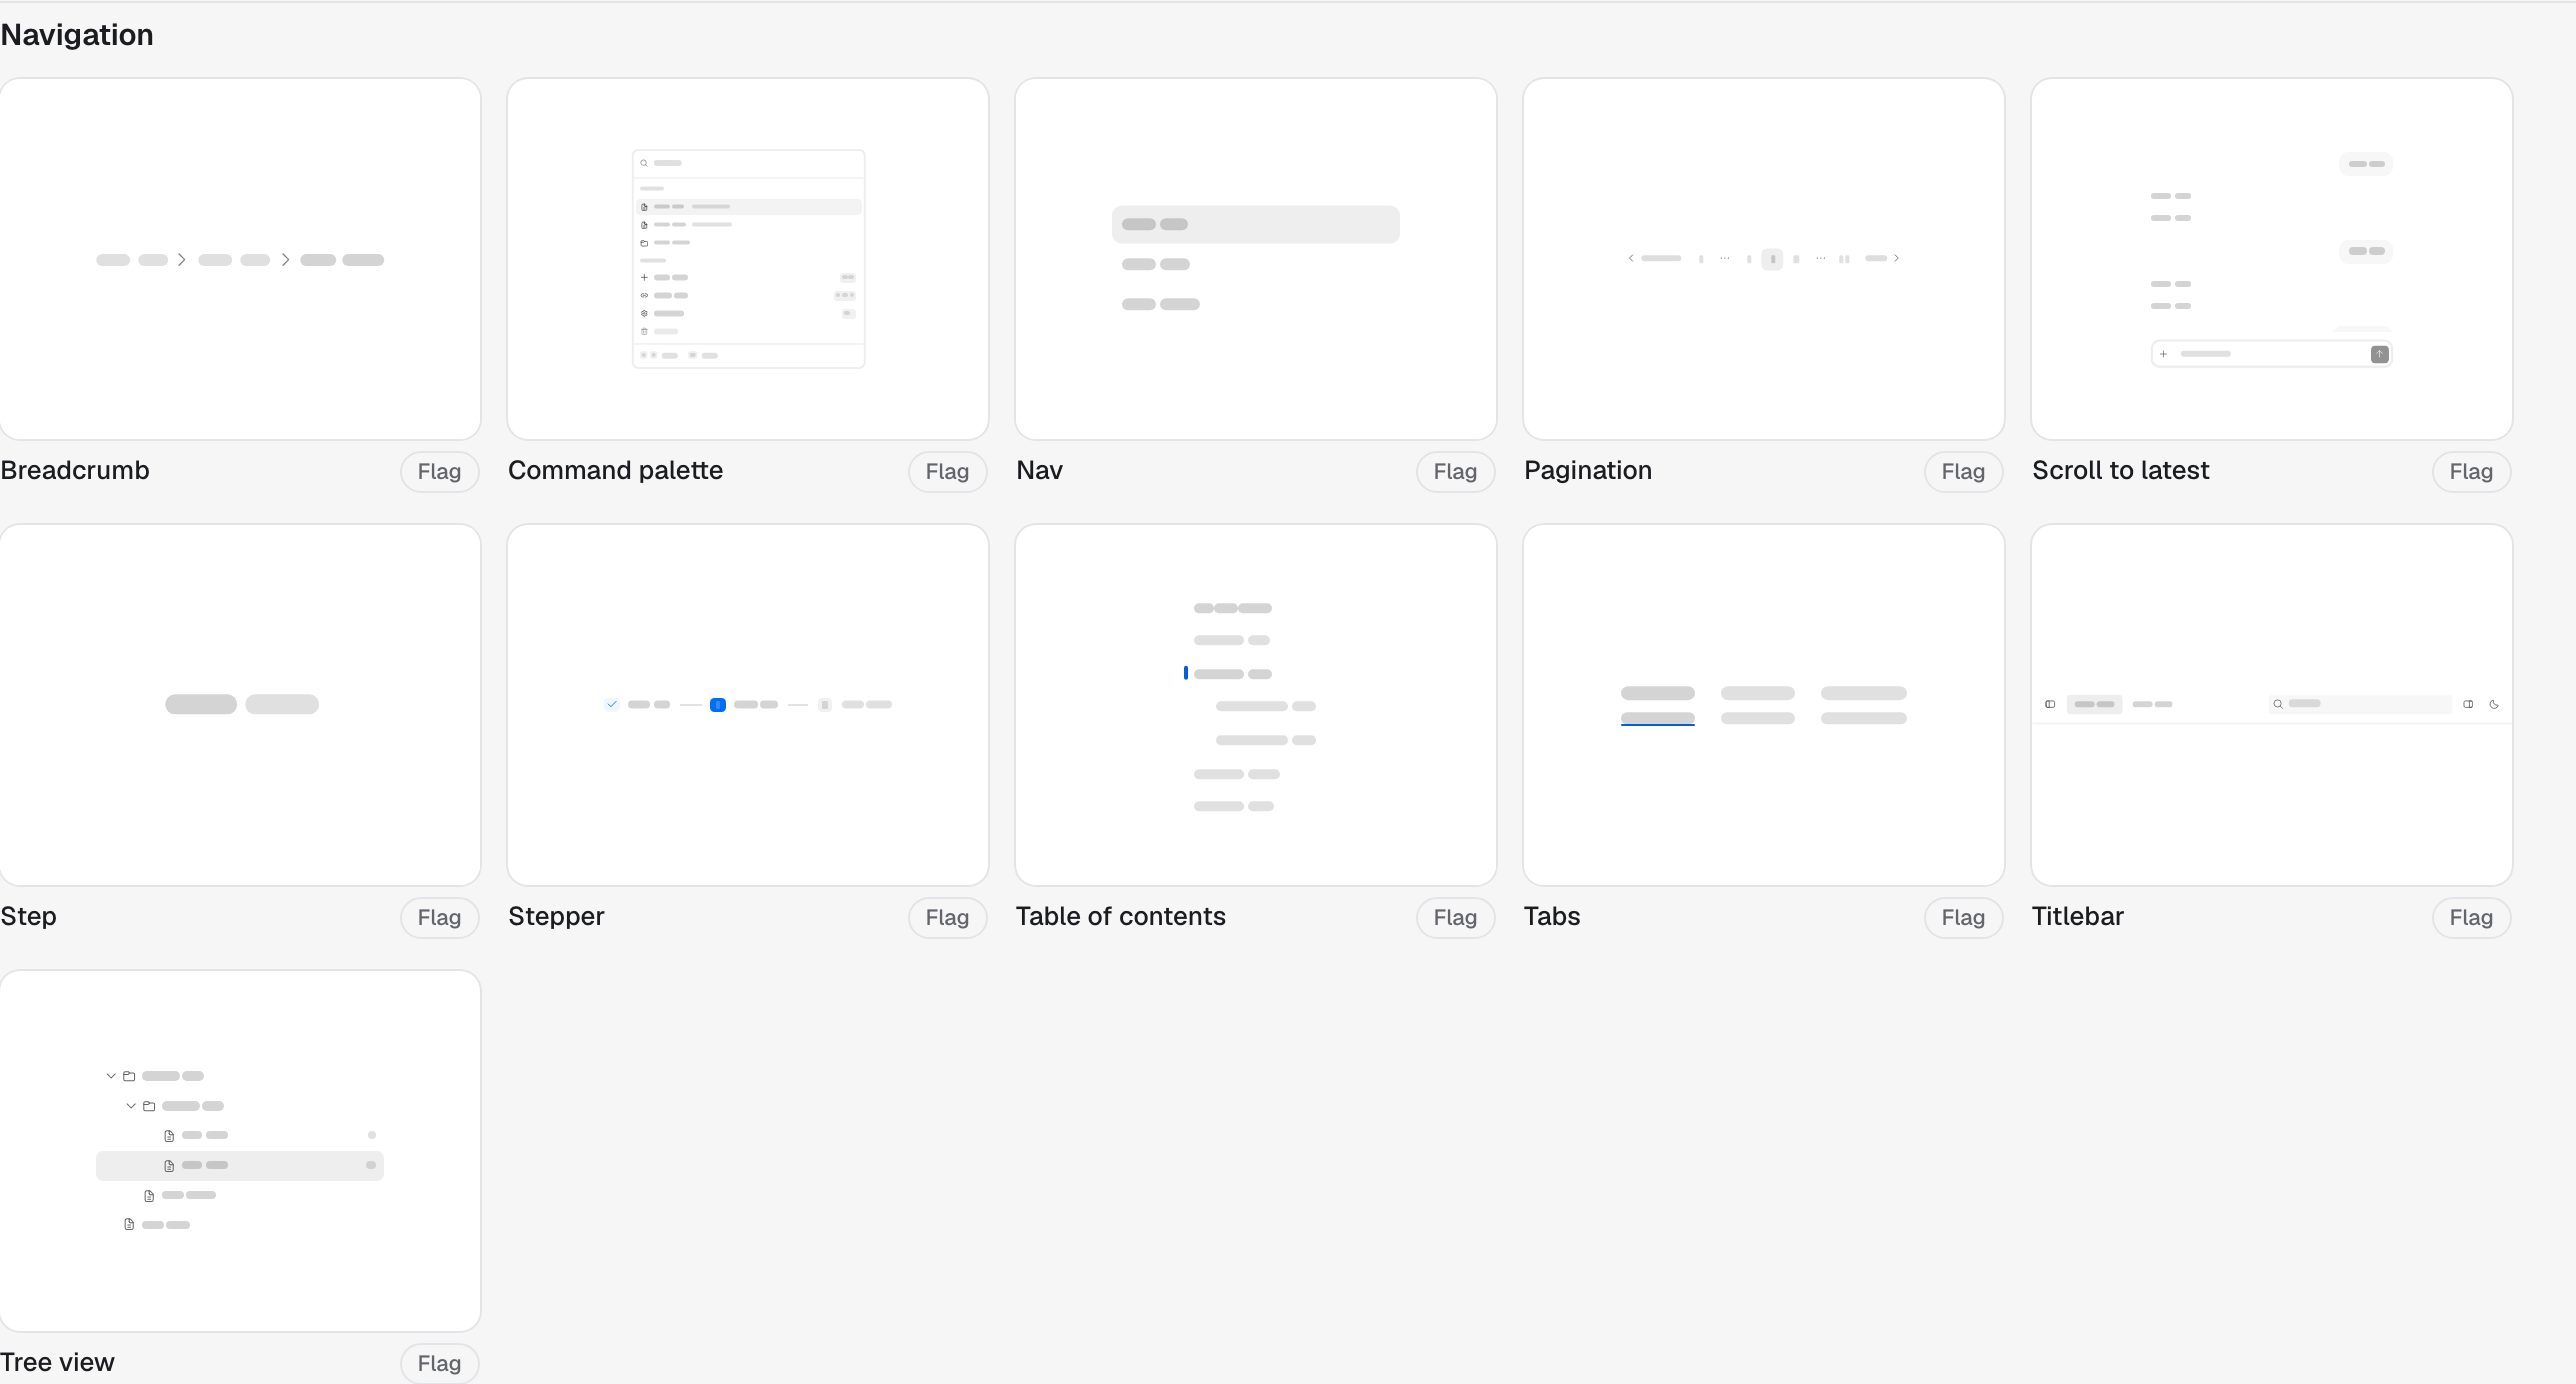 Navigation
Breadcrumb Flag
Command palette Flag
Nav Flag
Pagination Flag
Scroll to latest Flag
Step Flag
Stepper Flag
Table of contents Flag
Tabs Flag
Titlebar Flag
Tree view Flag